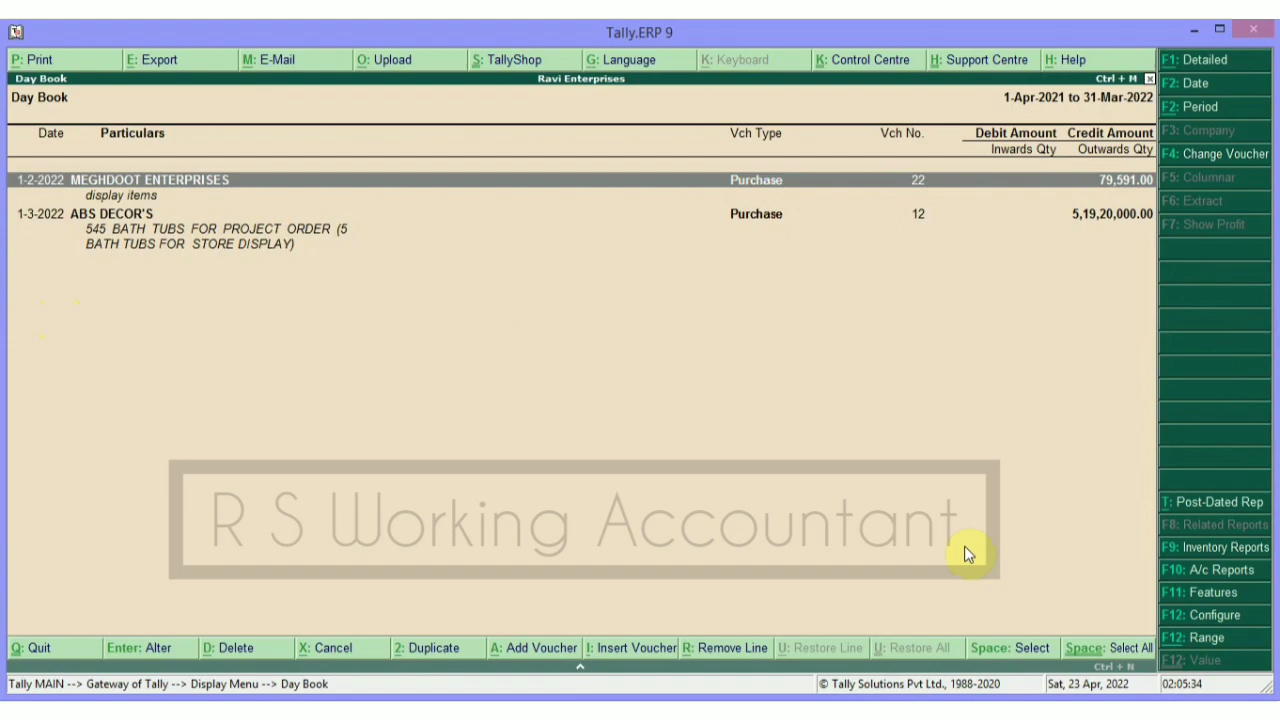 Tally.ERP 9
P: Print E: Export M: E-Mail O: Upload S: TallyShop G: Language K: Keyboard K: Control Centre H: Support Centre H: Help
Day Book Ravi Enterprises Ctrl + M
Day Book 1-Apr-2021 to 31-Mar-2022
Date Particulars Vch Type Vch No. Debit Amount Credit Amount
Inwards Qty Outwards Qty
1-2-2022 MEGHDOOT ENTERPRISES Purchase 22 79,591.00
display items
1-3-2022 ABS DECOR'S Purchase 12 5,19,20,000.00
545 BATH TUBS FOR PROJECT ORDER (5
BATH TUBS FOR STORE DISPLAY)
R S Working Accountant
F1: Detailed
F2: Date
F2: Period
F3: Company
F4: Change Voucher
F5: Columnar
F6: Extract
F7: Show Profit
T: Post-Dated Rep
F8: Related Reports
F9: Inventory Reports
F10: A/c Reports
F11: Features
F12: Configure
F12: Range
F12: Value
Q: Quit Enter: Alter D: Delete X: Cancel 2: Duplicate A: Add Voucher I: Insert Voucher R: Remove Line U: Restore Line U: Restore All Space: Select Space: Select All
Ctrl + N
Tally MAIN --> Gateway of Tally --> Display Menu --> Day Book © Tally Solutions Pvt Ltd., 1988-2020 Sat, 23 Apr, 2022 02:05:34